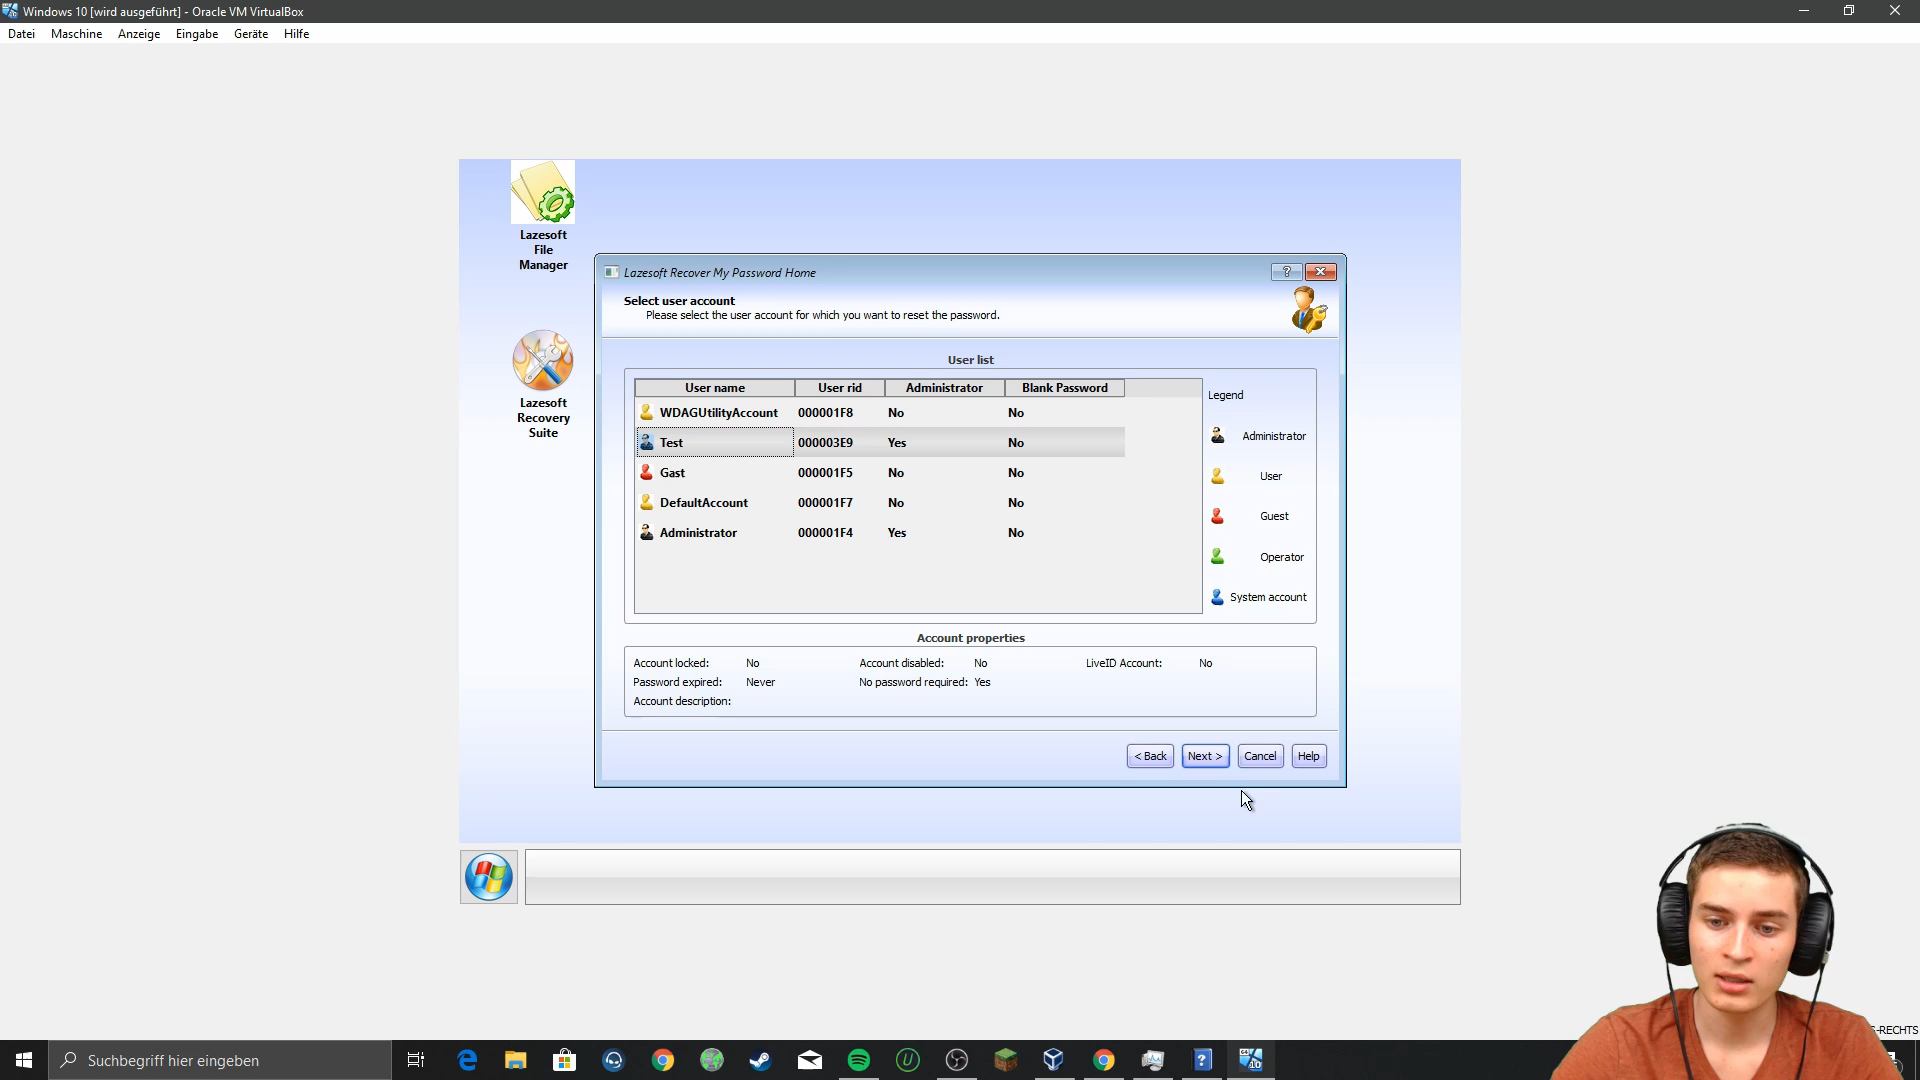 Windows 10 [wird ausgeführt] - Oracle VM VirtualBox
Datei Maschine Anzeige Eingabe Geräte Hilfe
Lazesoft
File
Manager
Lazesoft
Recovery
Suite
Lazesoft Recover My Password Home
?
Select user account
Please select the user account for which you want to reset the password.
User list
User name User rid Administrator Blank Password
WDAGUtilityAccount 000001F8 No No
Test 000003E9 Yes No
Gast 000001F5 No No
DefaultAccount 000001F7 No No
Administrator 000001F4 Yes No
Legend
Administrator
User
Guest
Operator
System account
Account properties
Account locked: No Account disabled: No LiveID Account: No
Password expired: Never No password required: Yes
Account description:
< Back Next > Cancel Help
-RECHTS
Suchbegriff hier eingeben